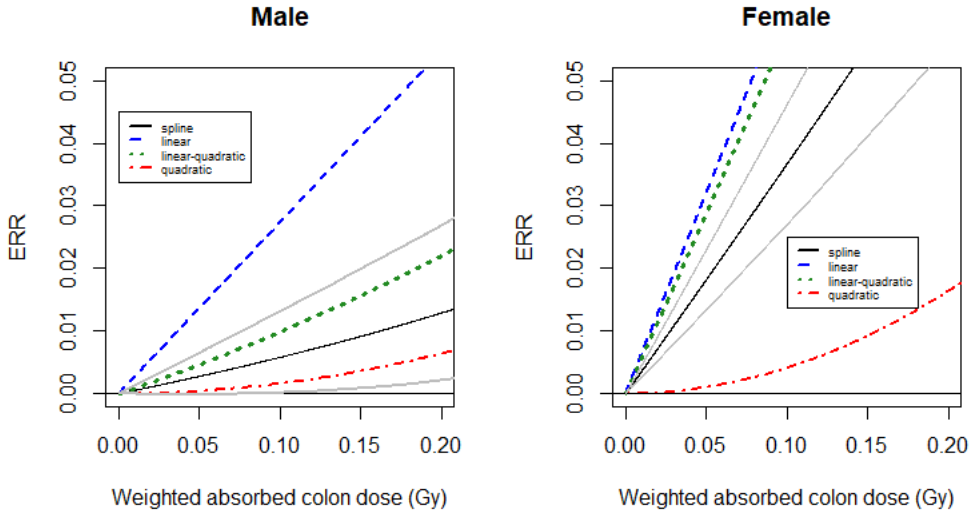 Male
ERR
0.00 0.01 0.02 0.03 0.04 0.05
spline
linear
linear-quadratic
quadratic
0.00 0.05 0.10 0.15 0.20
Weighted absorbed colon dose (Gy)
Female
ERR
0.00 0.01 0.02 0.03 0.04 0.05
spline
linear
linear-quadratic
quadratic
0.00 0.05 0.10 0.15 0.20
Weighted absorbed colon dose (Gy)